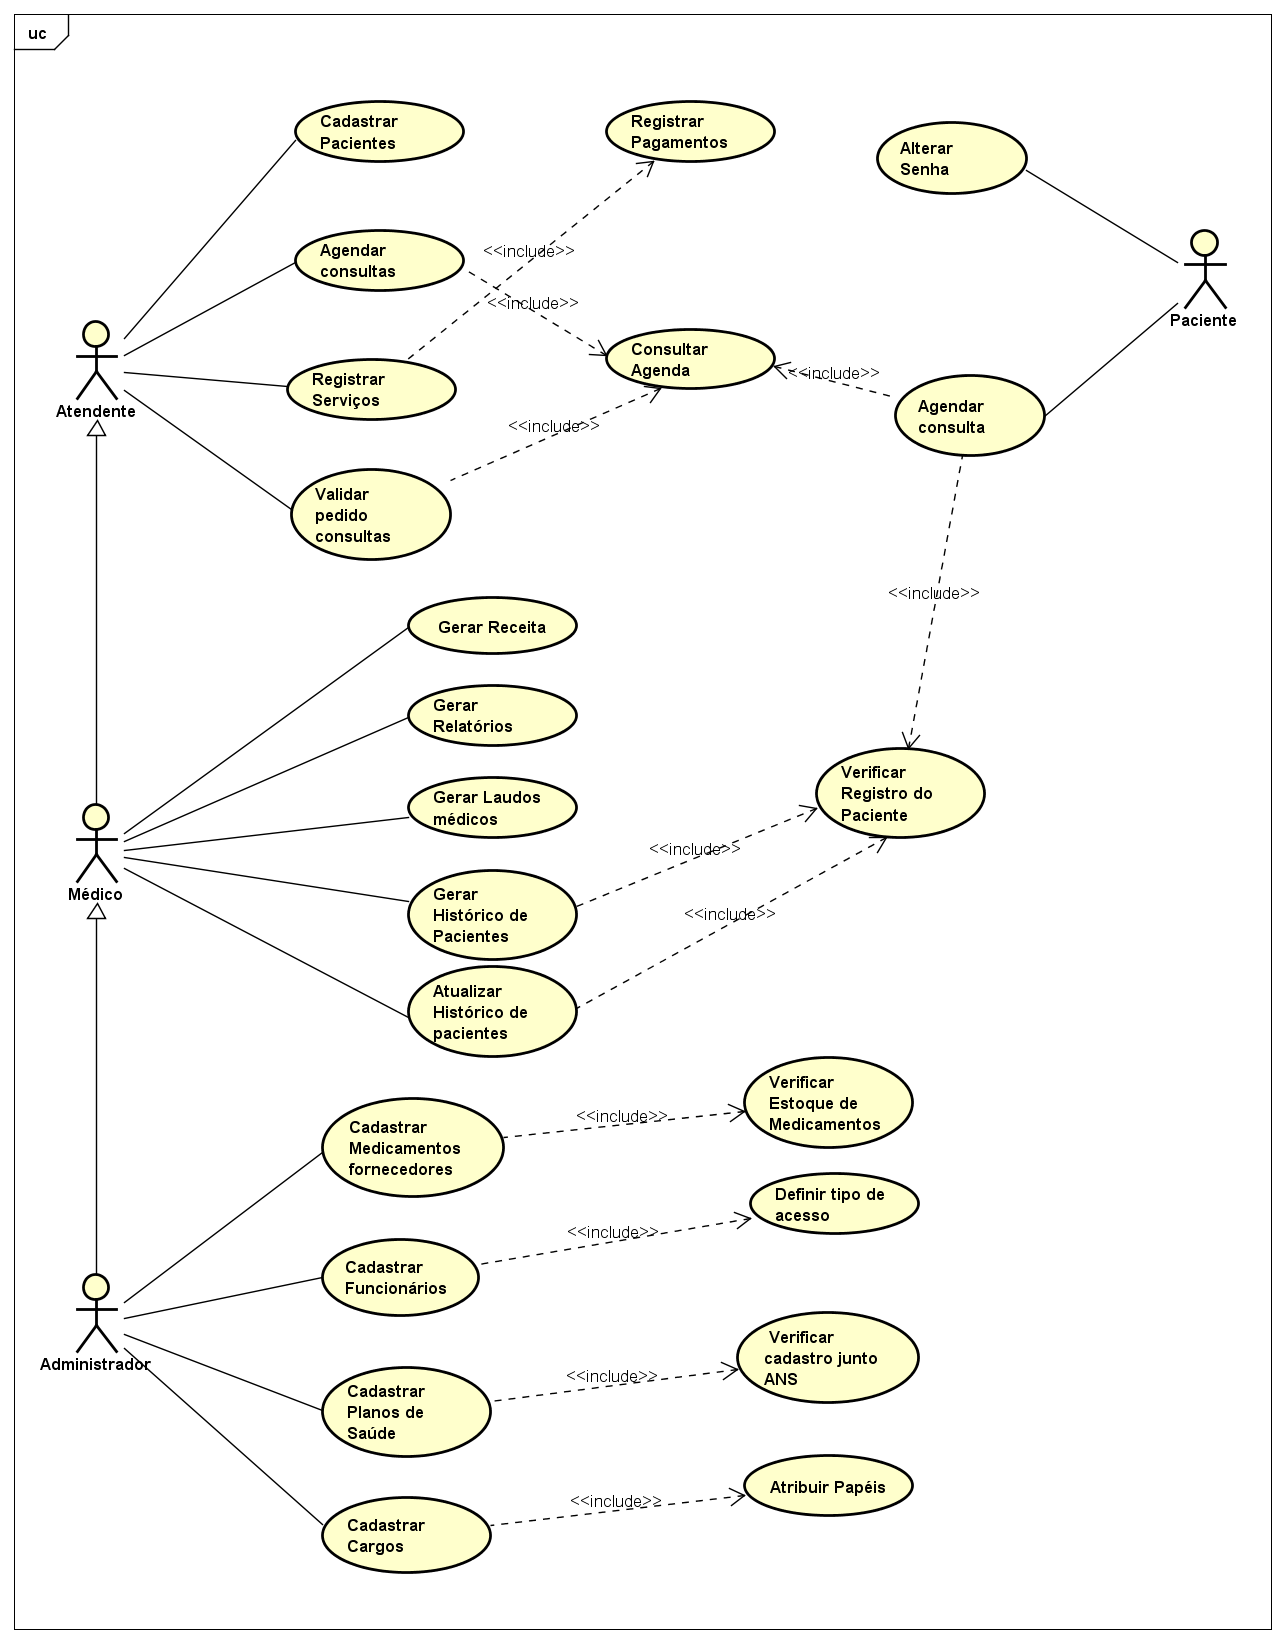 uc
Cadastrar
Pacientes
Registrar
Pagamentos
Alterar
Senha
Agendar
consultas
<<include>>
<<include>>
Paciente
Atendente
Registrar
Serviços
Consultar
Agenda
<<include>>
Agendar
consulta
<<include>>
Validar
pedido
consultas
<<include>>
Gerar Receita
Gerar
Relatórios
Gerar Laudos
médicos
Verificar
Registro do
Paciente
<<include>>
Médico
Gerar
Histórico de
Pacientes
<<include>>
Atualizar
Histórico de
pacientes
Cadastrar
Medicamentos
fornecedores
<<include>>
Verificar
Estoque de
Medicamentos
Definir tipo de
acesso
<<include>>
Cadastrar
Funcionários
Administrador
Verificar
cadastro junto
ANS
<<include>>
Cadastrar
Planos de
Saúde
Atribuir Papéis
<<include>>
Cadastrar
Cargos